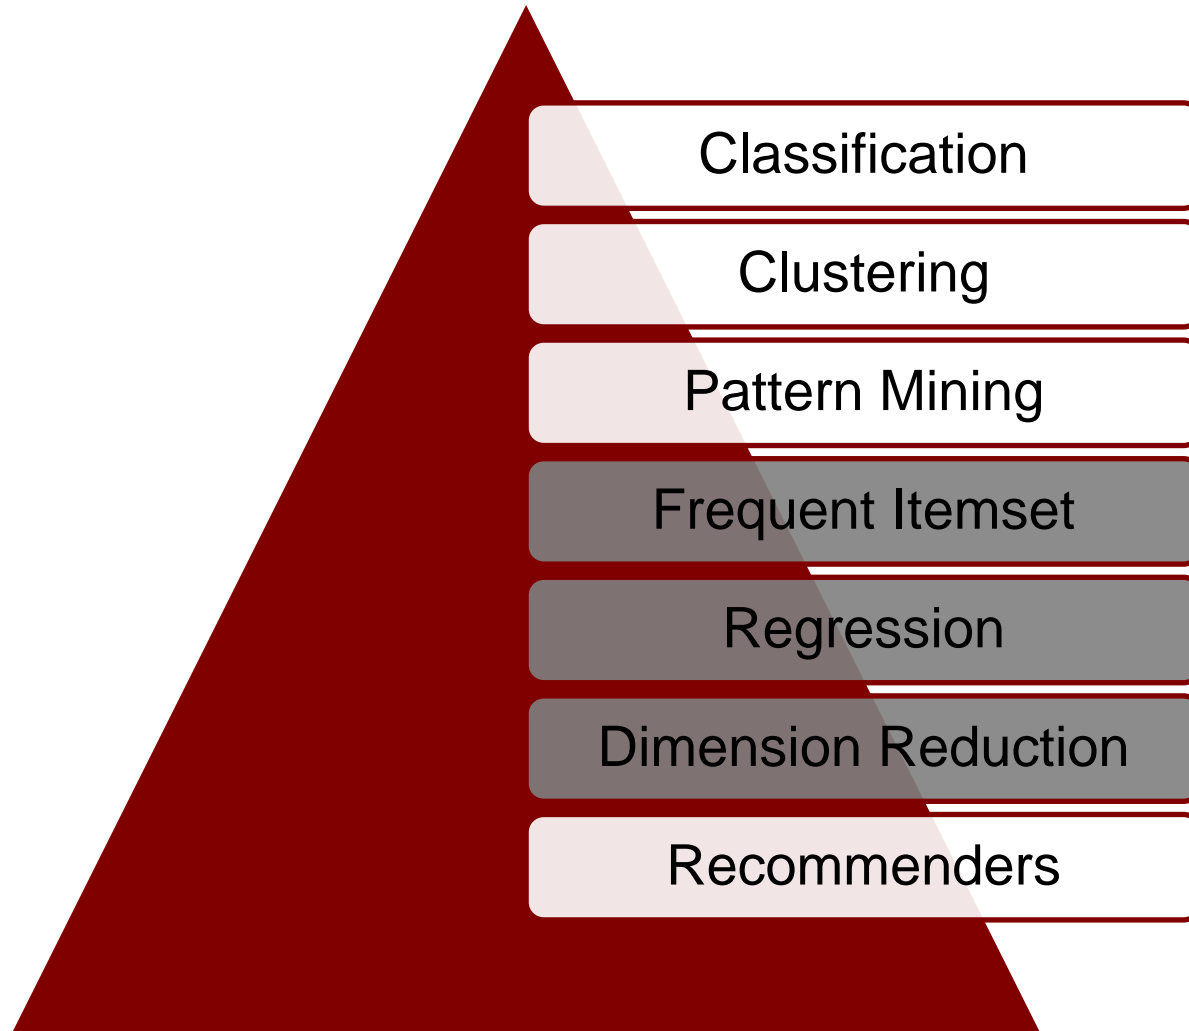 Classification
Clustering
Pattern Mining
Frequent Itemset
Regression
Dimension Reduction
Recommenders